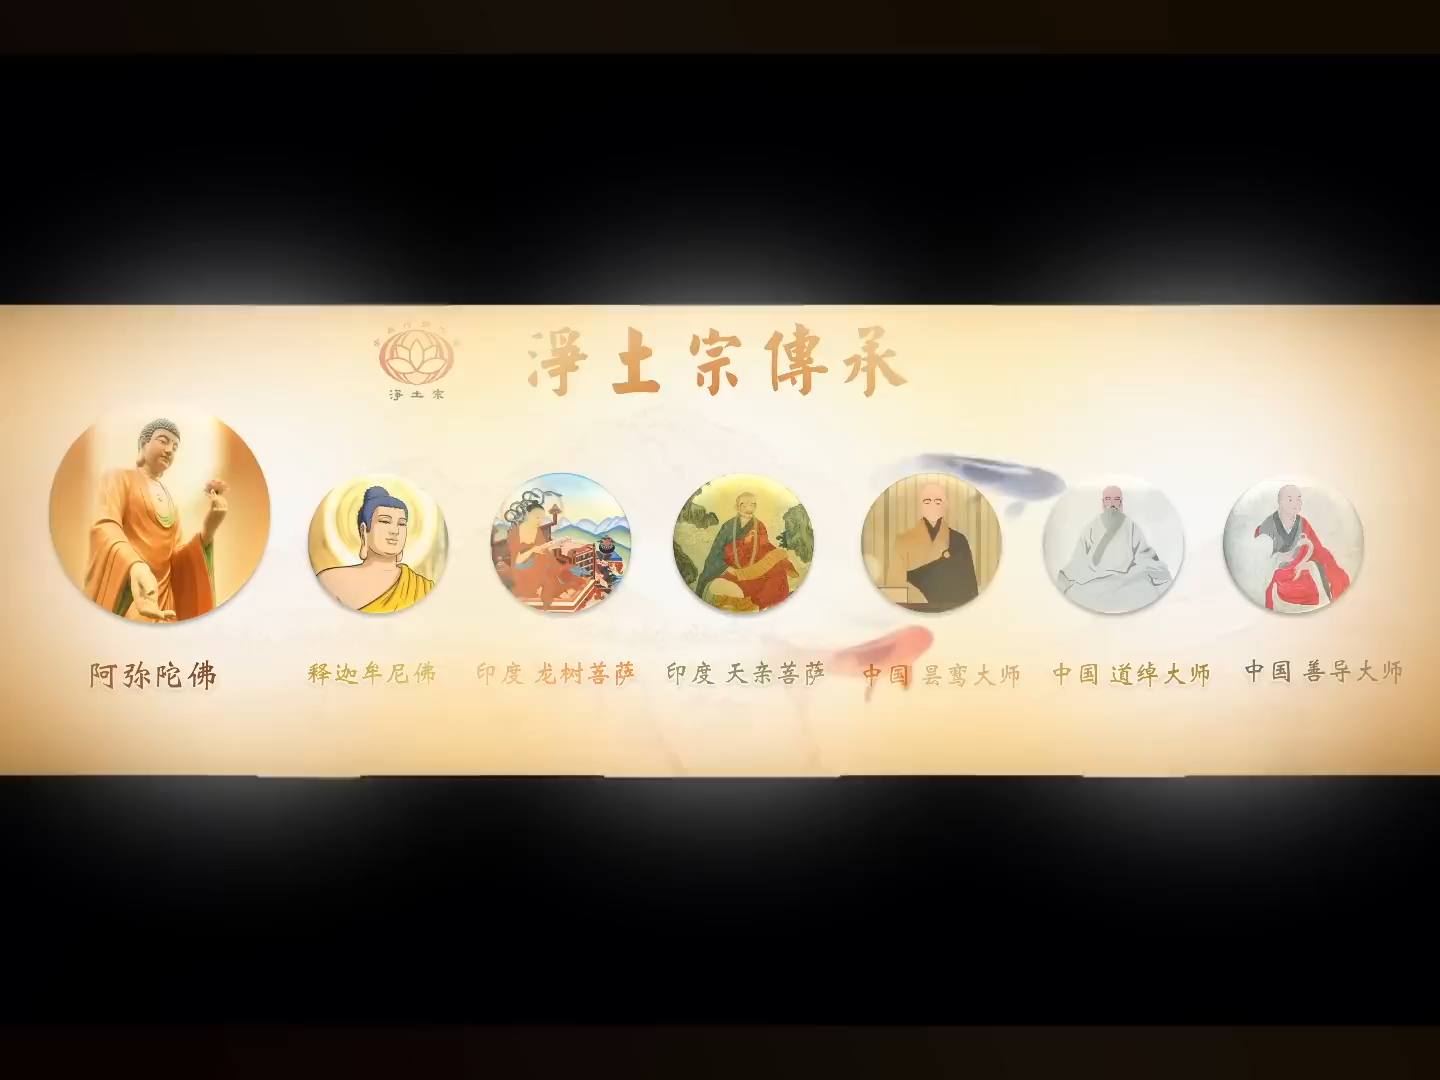 淨土宗傳承
淨土宗
阿弥陀佛
释迦牟尼佛
印度 龙树菩萨
印度 天亲菩萨
中国 昙鸾大师
中国 道绰大师
中国 善导大师